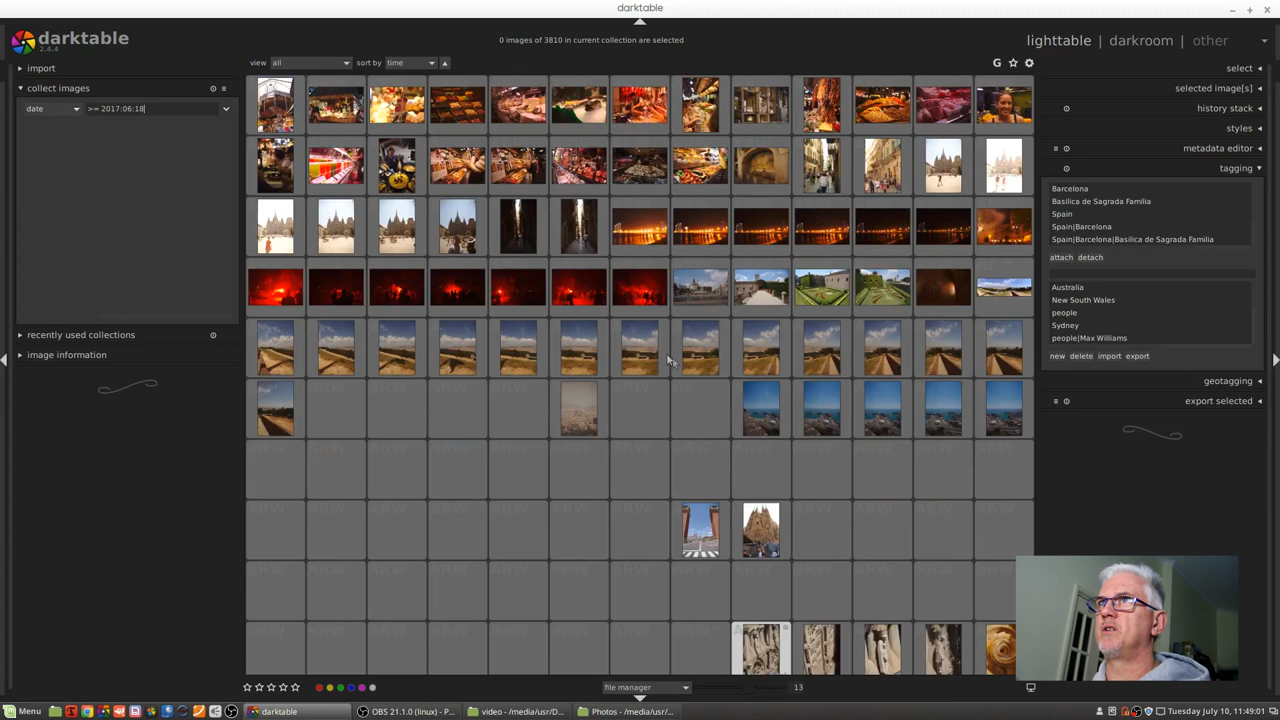 darktable
darktable
2.4.4
0 images of 3810 in current collection are selected
lighttable | darkroom | other
import
view all sort by time
G
collect images
date >= 2017:06:18
recently used collections
image information
select
selected image[s]
history stack
styles
metadata editor
tagging
Barcelona
Basilica de Sagrada Familia
Spain
Spain|Barcelona
Spain|Barcelona|Basilica de Sagrada Familia
attach detach
Australia
New South Wales
people
Sydney
people|Max Williams
new delete import export
geotagging
export selected
file manager 13
Menu
darktable
OBS 21.1.0 (linux) - P...
video - /media/usr/D...
Photos - /media/usr/...
Tuesday July 10, 11:49:01